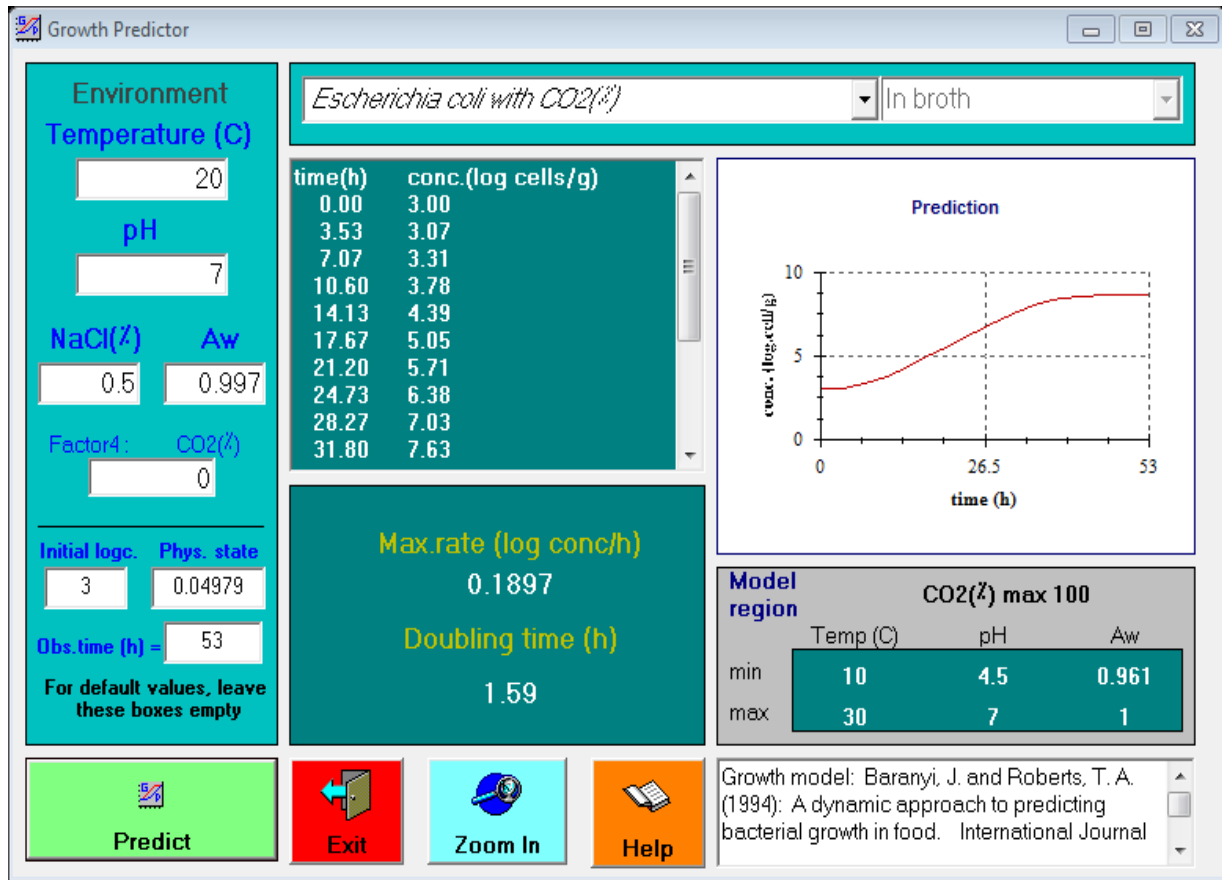 Growth Predictor
Environment
Temperature (C)
20
pH
7
NaCl(%) Aw
0.5 0.997
Factor4 : CO2(%)
0
Initial logc. Phys. state
3 0.04979
Obs.time (h) = 53
For default values, leave
these boxes empty
Escherichia coli with CO2(%) In broth
time(h) conc.(log cells/g)
0.00 3.00
3.53 3.07
7.07 3.31
10.60 3.78
14.13 4.39
17.67 5.05
21.20 5.71
24.73 6.38
28.27 7.03
31.80 7.63
Prediction
conc. (log.cell/g)
10
5
0
0 26.5 53
time (h)
Max.rate (log conc/h)
0.1897
Doubling time (h)
1.59
Model
region
CO2(%) max 100
Temp (C) pH Aw
min 10 4.5 0.961
max 30 7 1
Predict
Exit
Zoom In
Help
Growth model: Baranyi, J. and Roberts, T. A.
(1994): A dynamic approach to predicting
bacterial growth in food. International Journal